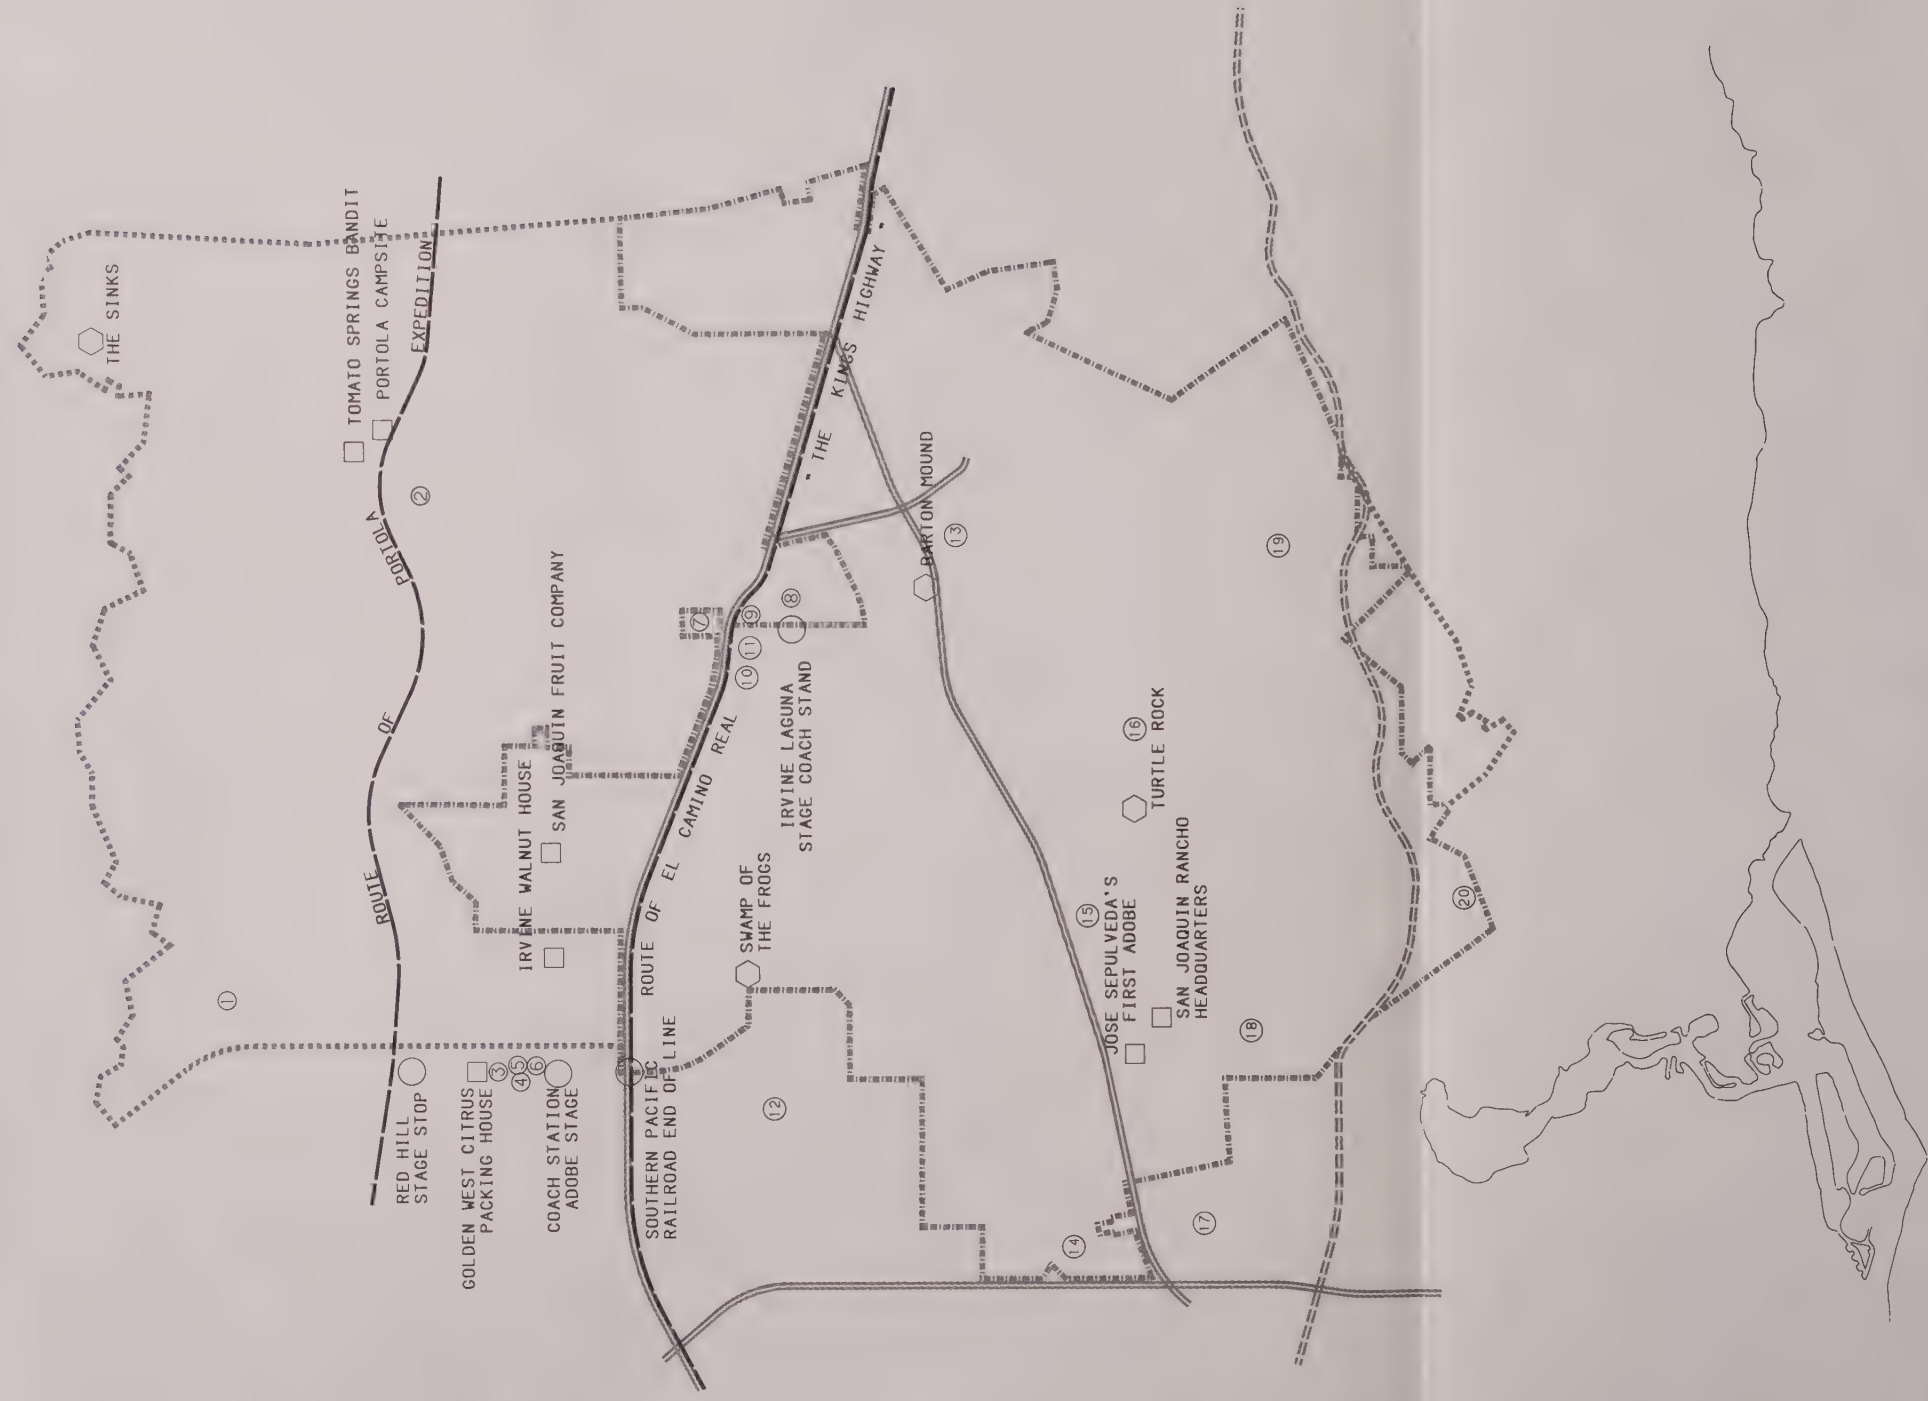 THE SINKS
TOMATO SPRINGS BANDIT
PORTOLA CAMPSITE
ROUTE OF PORTOLA EXPEDITION
1
2
RED HILL
STAGE STOP
GOLDEN WEST CITRUS
PACKING HOUSE
3
4
5
6
COACH STATION
ADOBE STAGE
IRVINE WALNUT HOUSE
SAN JOAQUIN FRUIT COMPANY
SOUTHERN PACIFIC
RAILROAD END OF LINE
ROUTE OF EL CAMINO REAL
" THE KINGS HIGHWAY "
7
8
9
10
11
IRVINE LAGUNA
STAGE COACH STAND
SWAMP OF
THE FROGS
12
BARTON MOUND
13
14
15
JOSE SEPULVEDA'S
FIRST ADOBE
SAN JOAQUIN RANCHO
HEADQUARTERS
16
TURTLE ROCK
17
18
19
20